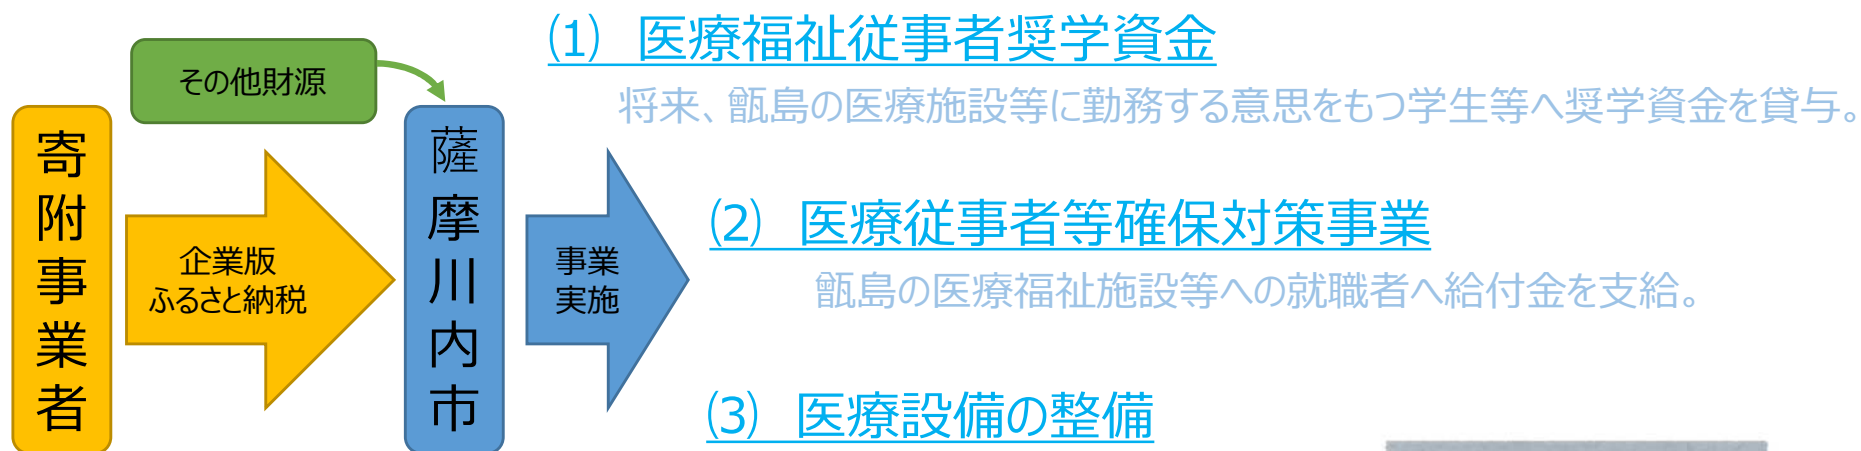 その他財源
寄附事業者
企業版
ふるさと納税
薩摩川内市
事業
実施
(1) 医療福祉従事者奨学資金
将来、甑島の医療施設等に勤務する意思をもつ学生等へ奨学資金を貸与。
(2) 医療従事者等確保対策事業
甑島の医療福祉施設等への就職者へ給付金を支給。
(3) 医療設備の整備